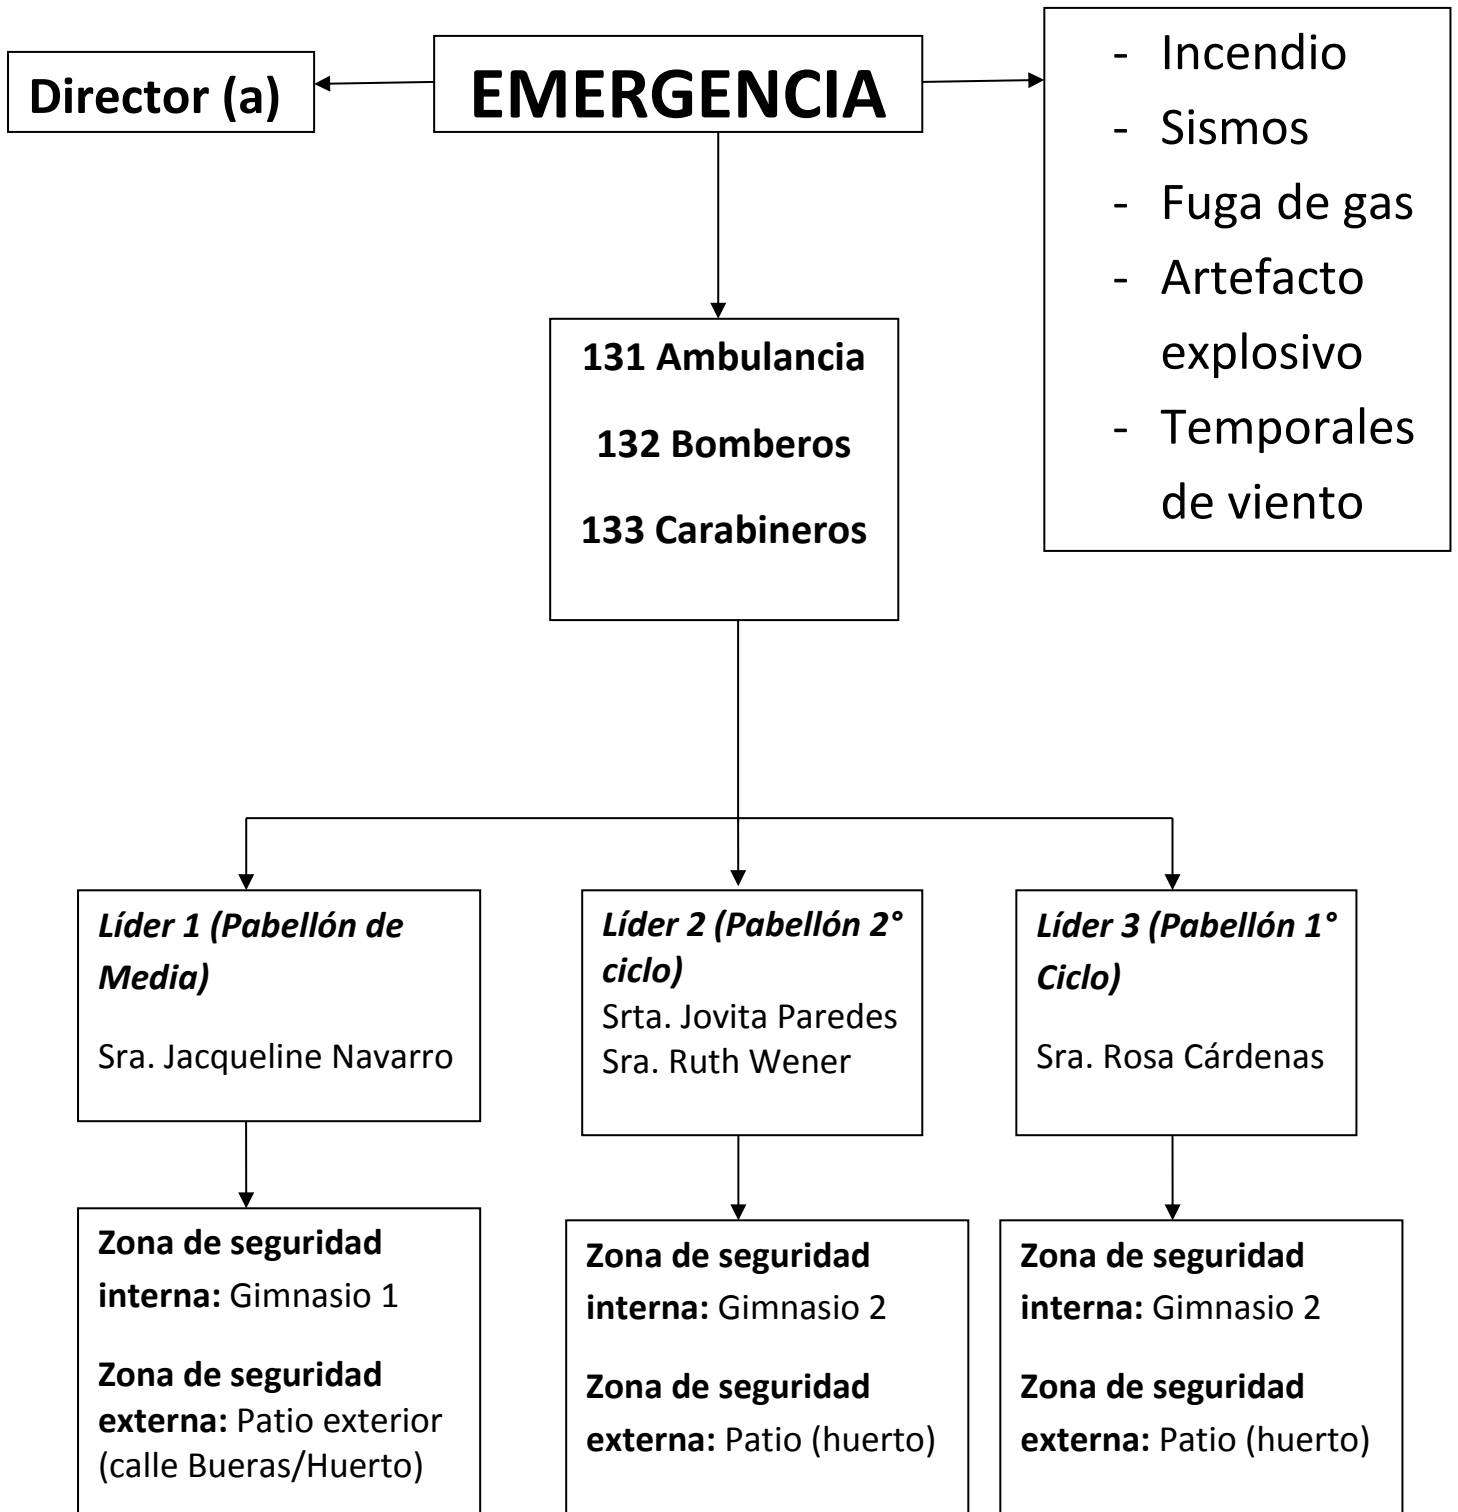 Director (a)
EMERGENCIA
- Incendio
- Sismos
- Fuga de gas
- Artefacto
explosivo
- Temporales
de viento
131 Ambulancia
132 Bomberos
133 Carabineros
Líder 1 (Pabellón de
Media)
Sra. Jacqueline Navarro
Líder 2 (Pabellón 2°
ciclo)
Srta. Jovita Paredes
Sra. Ruth Wener
Líder 3 (Pabellón 1°
Ciclo)
Sra. Rosa Cárdenas
Zona de seguridad
interna: Gimnasio 1
Zona de seguridad
externa: Patio exterior
(calle Bueras/Huerto)
Zona de seguridad
interna: Gimnasio 2
Zona de seguridad
externa: Patio (huerto)
Zona de seguridad
interna: Gimnasio 2
Zona de seguridad
externa: Patio (huerto)